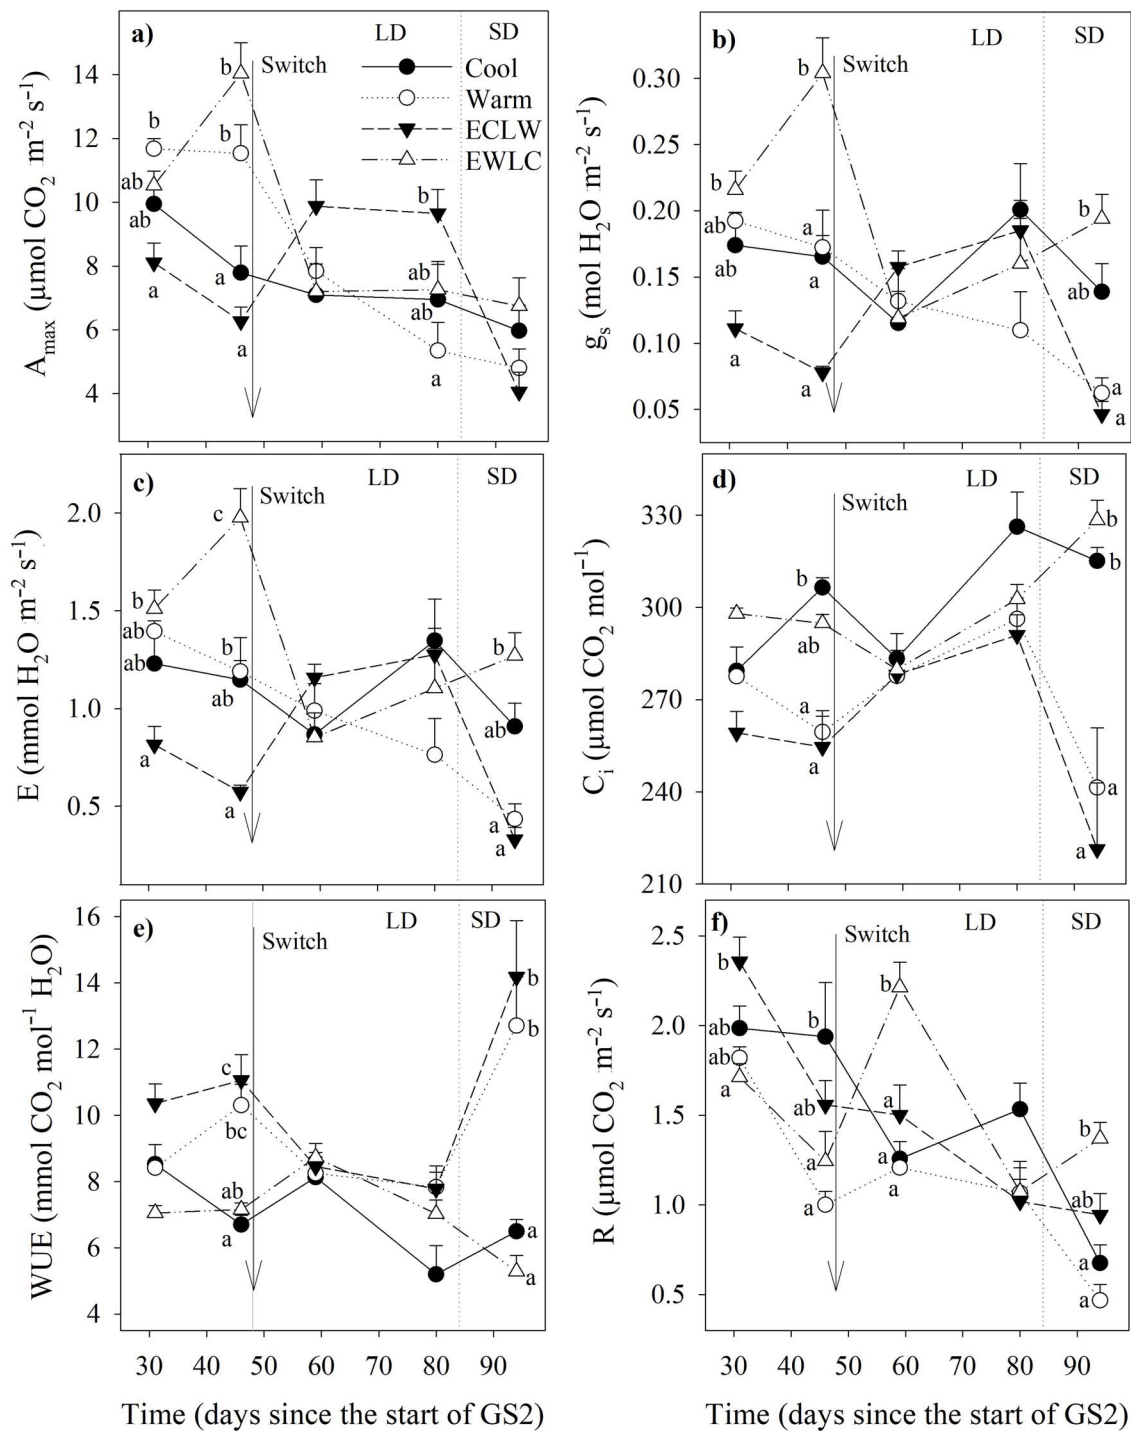 a)
LD
SD
Switch
Cool
Warm
ECLW
EWLC
A_max (µmol CO₂ m⁻² s⁻¹)
14
12
10
8
6
4
b
b
b
ab
ab
a
a
a
b
ab
ab
a
b)
LD
SD
Switch
g_s (mol H₂O m⁻² s⁻¹)
0.30
0.25
0.20
0.15
0.10
0.05
b
b
ab
a
a
a
a
b
ab
a
a
c)
LD
SD
Switch
E (mmol H₂O m⁻² s⁻¹)
2.0
1.5
1.0
0.5
c
b
ab
ab
b
ab
a
a
b
ab
a
a
d)
LD
SD
Switch
C_i (µmol CO₂ mol⁻¹)
330
300
270
240
210
b
ab
a
a
b
b
a
a
e)
LD
SD
Switch
WUE (mmol CO₂ mol⁻¹ H₂O)
16
14
12
10
8
6
4
c
bc
ab
a
b
b
a
a
30 40 50 60 70 80 90
Time (days since the start of GS2)
f)
LD
SD
Switch
R (µmol CO₂ m⁻² s⁻¹)
2.5
2.0
1.5
1.0
0.5
b
ab
ab
a
b
ab
a
a
b
a
a
a
b
ab
a
a
30 40 50 60 70 80 90
Time (days since the start of GS2)